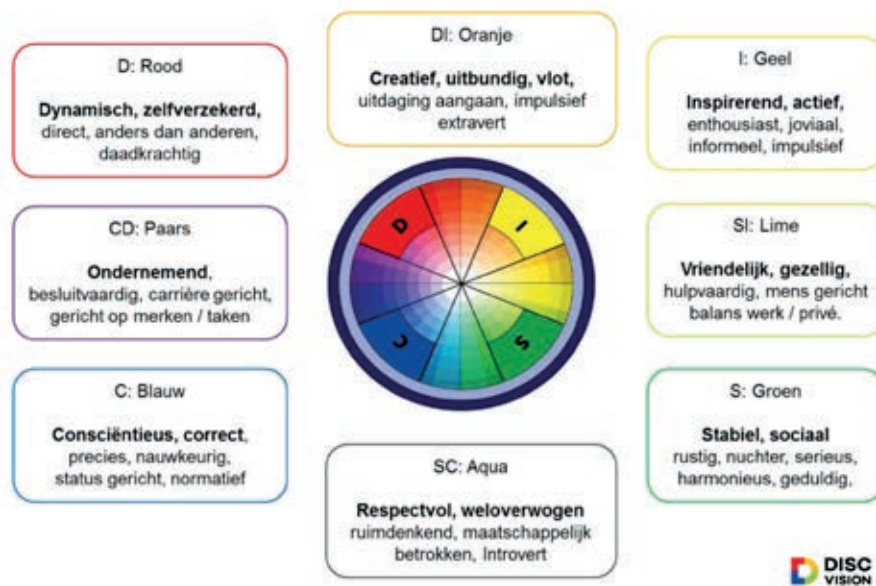 D: Rood
Dynamisch, zelfverzekerd,
direct, anders dan anderen,
daadkrachtig
DI: Oranje
Creatief, uitbundig, vlot,
uitdaging aangaan, impulsief
extravert
I: Geel
Inspirerend, actief,
enthousiast, joviaal,
informeel, impulsief
CD: Paars
Ondernemend,
besluitvaardig, carrière gericht,
gericht op merken / taken
D
I
C
S
SI: Lime
Vriendelijk, gezellig,
hulpvaardig, mens gericht
balans werk / privé.
C: Blauw
Consciëntieus, correct,
precies, nauwkeurig,
status gericht, normatief
SC: Aqua
Respectvol, weloverwogen
ruimdenkend, maatschappelijk
betrokken, Introvert
S: Groen
Stabiel, sociaal
rustig, nuchter, serieus,
harmonieus, geduldig,
DISC
VISION